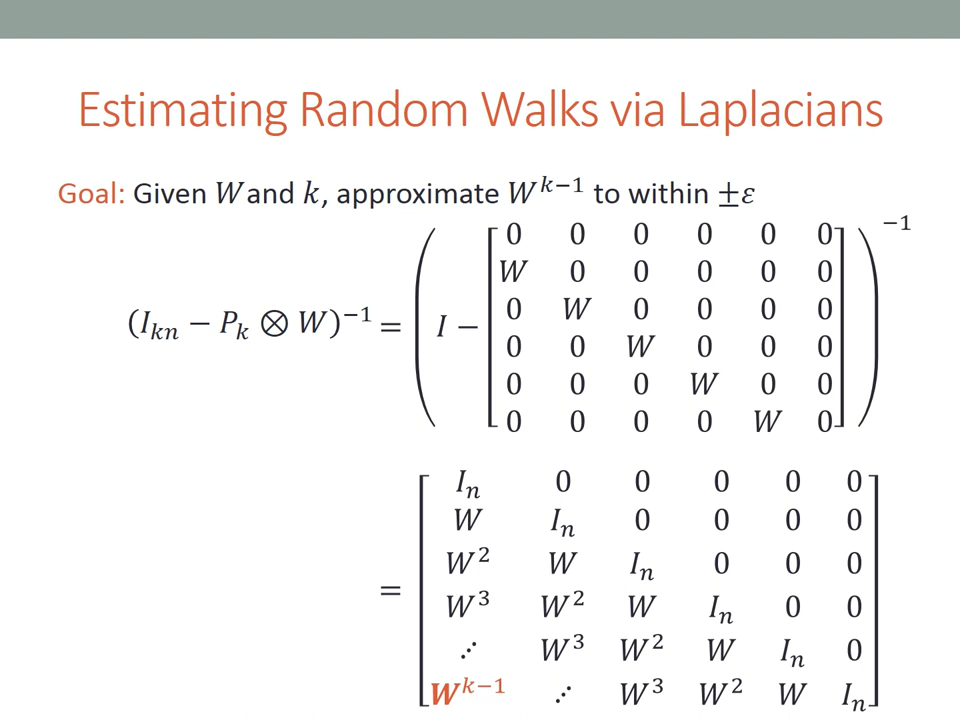 Estimating Random Walks via Laplacians
Goal: Given W and k, approximate W^{k−1} to within ±ε
(I_{kn} − P_k ⊗ W)^{−1} = ( I − [ 0 0 0 0 0 0 ] )^{−1}
W 0 0 0 0 0
0 W 0 0 0 0
0 0 W 0 0 0
0 0 0 W 0 0
0 0 0 0 W 0
= [ I_n 0 0 0 0 0
W I_n 0 0 0 0
W^2 W I_n 0 0 0
W^3 W^2 W I_n 0 0
⋰ W^3 W^2 W I_n 0
W^{k−1} ⋰ W^3 W^2 W I_n ]